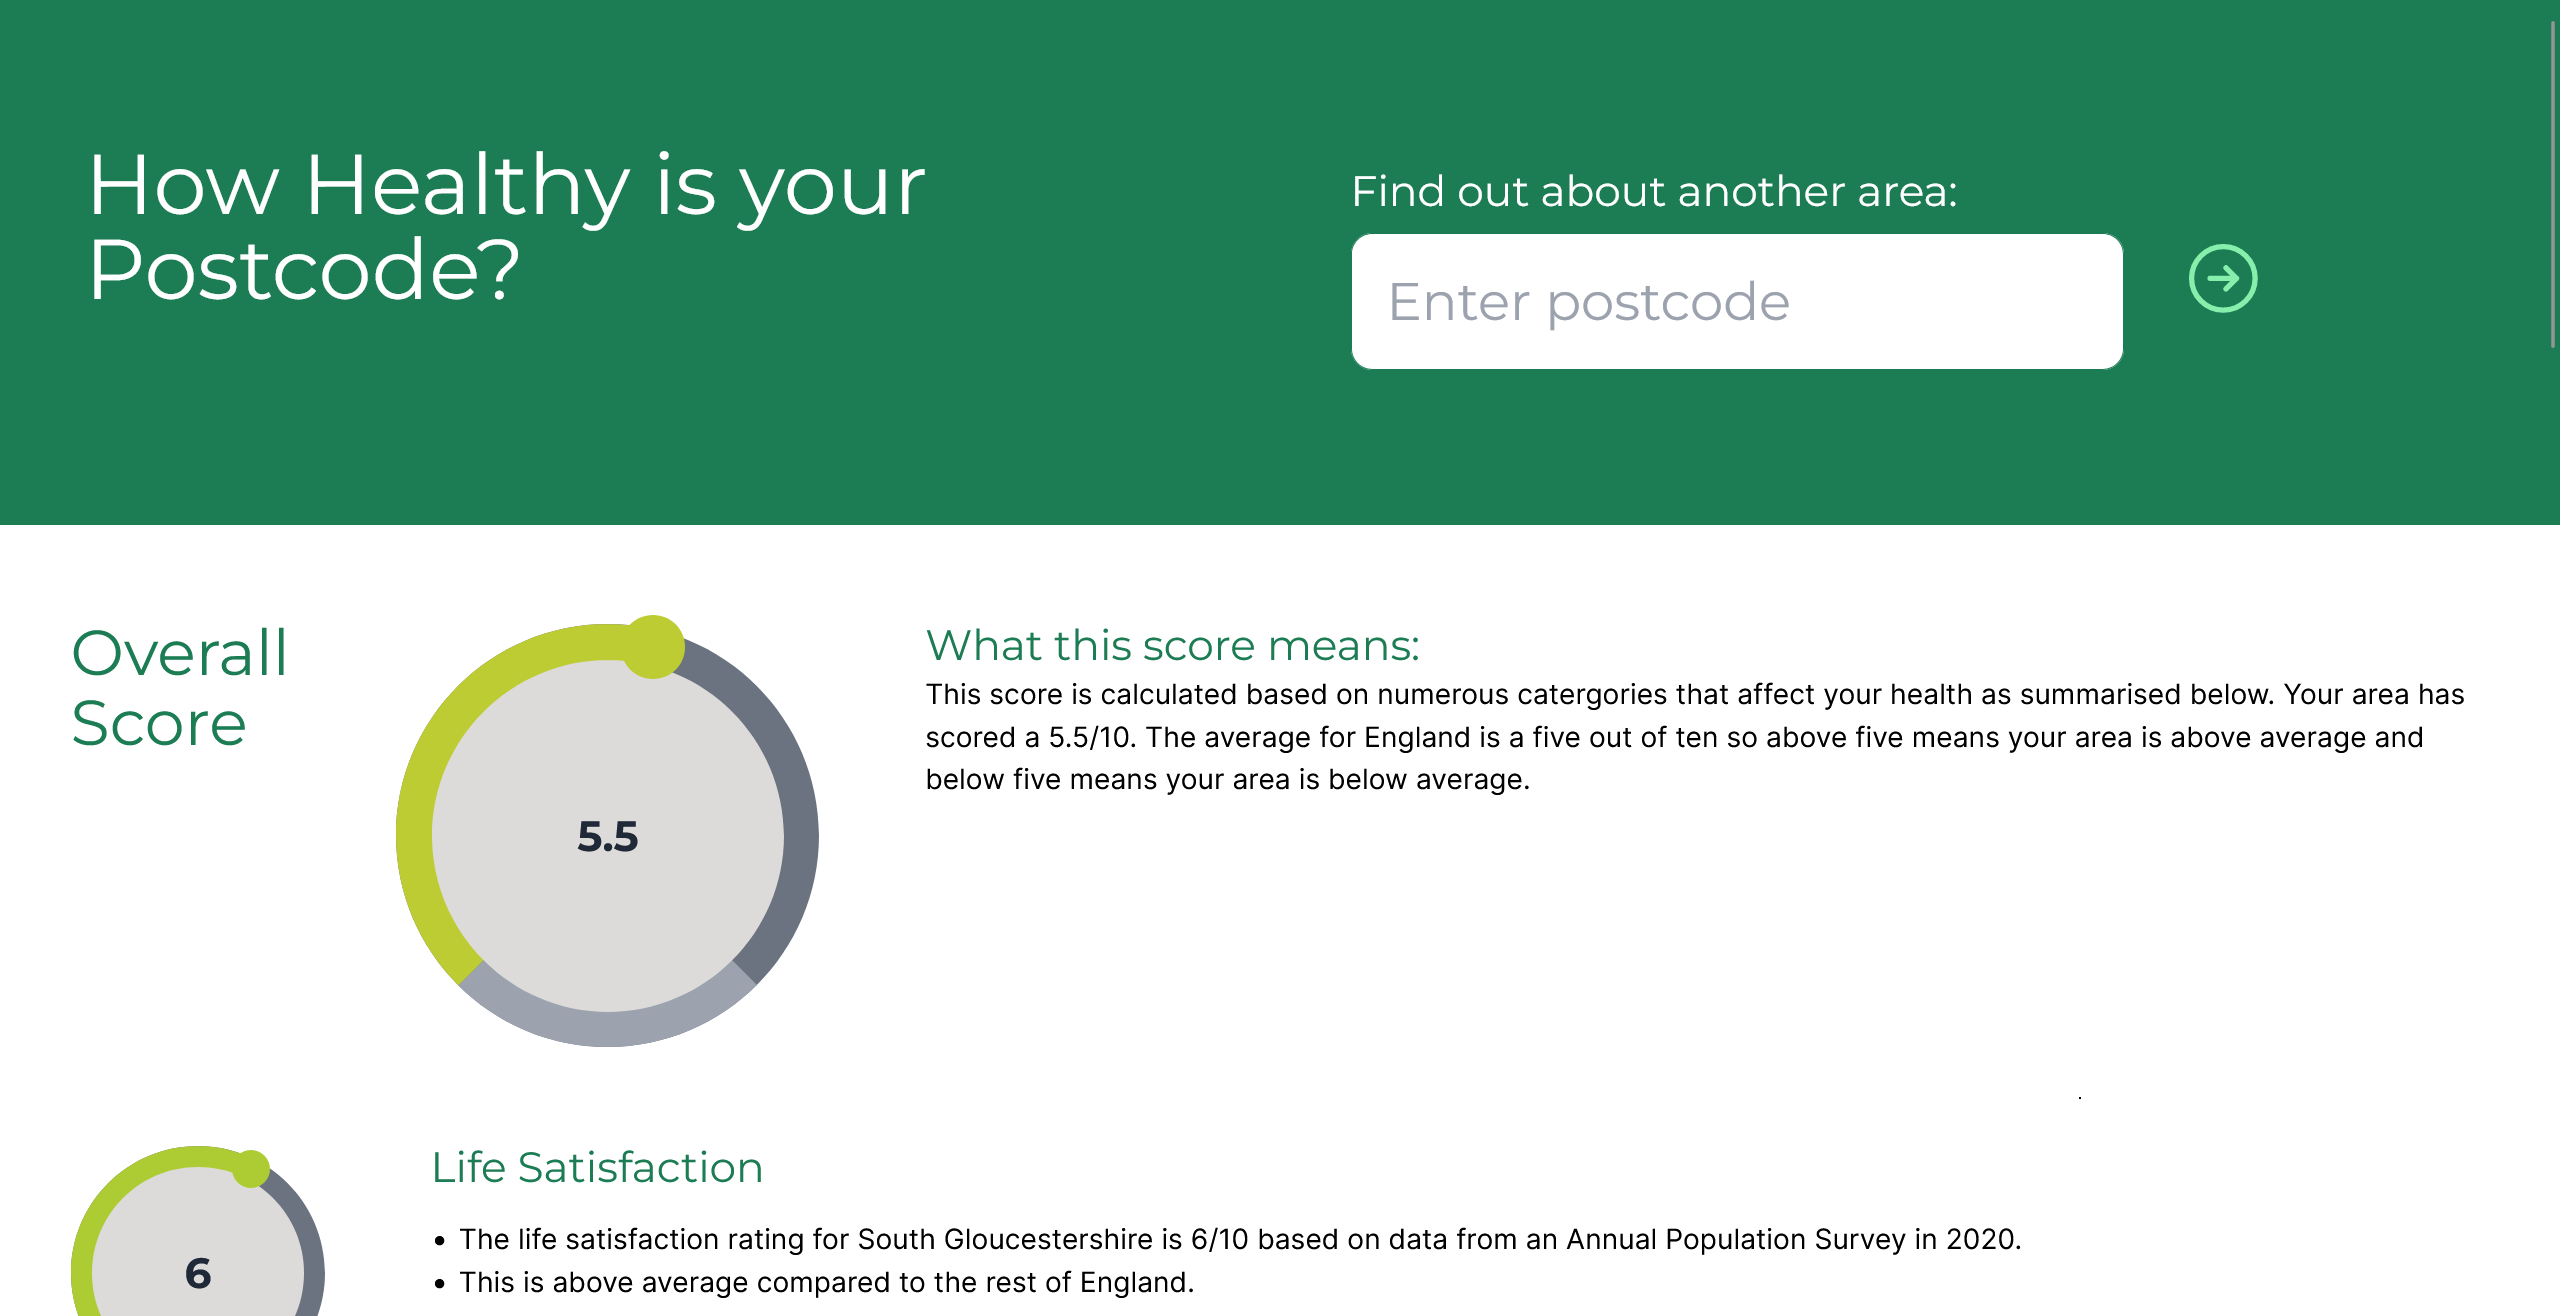 How Healthy is your
Postcode?
Find out about another area:
Enter postcode
Overall
Score
5.5
What this score means:
This score is calculated based on numerous catergories that affect your health as summarised below. Your area has
scored a 5.5/10. The average for England is a five out of ten so above five means your area is above average and
below five means your area is below average.
.
6
Life Satisfaction
• The life satisfaction rating for South Gloucestershire is 6/10 based on data from an Annual Population Survey in 2020.
• This is above average compared to the rest of England.